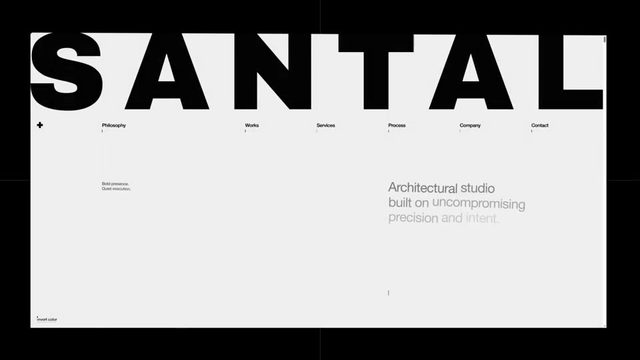 SANTAL
Philosophy
Works
Services
Process
Company
Contact
Bold presence.
Quiet execution.
Architectural studio
built on uncompromising
precision and intent.
Invert color